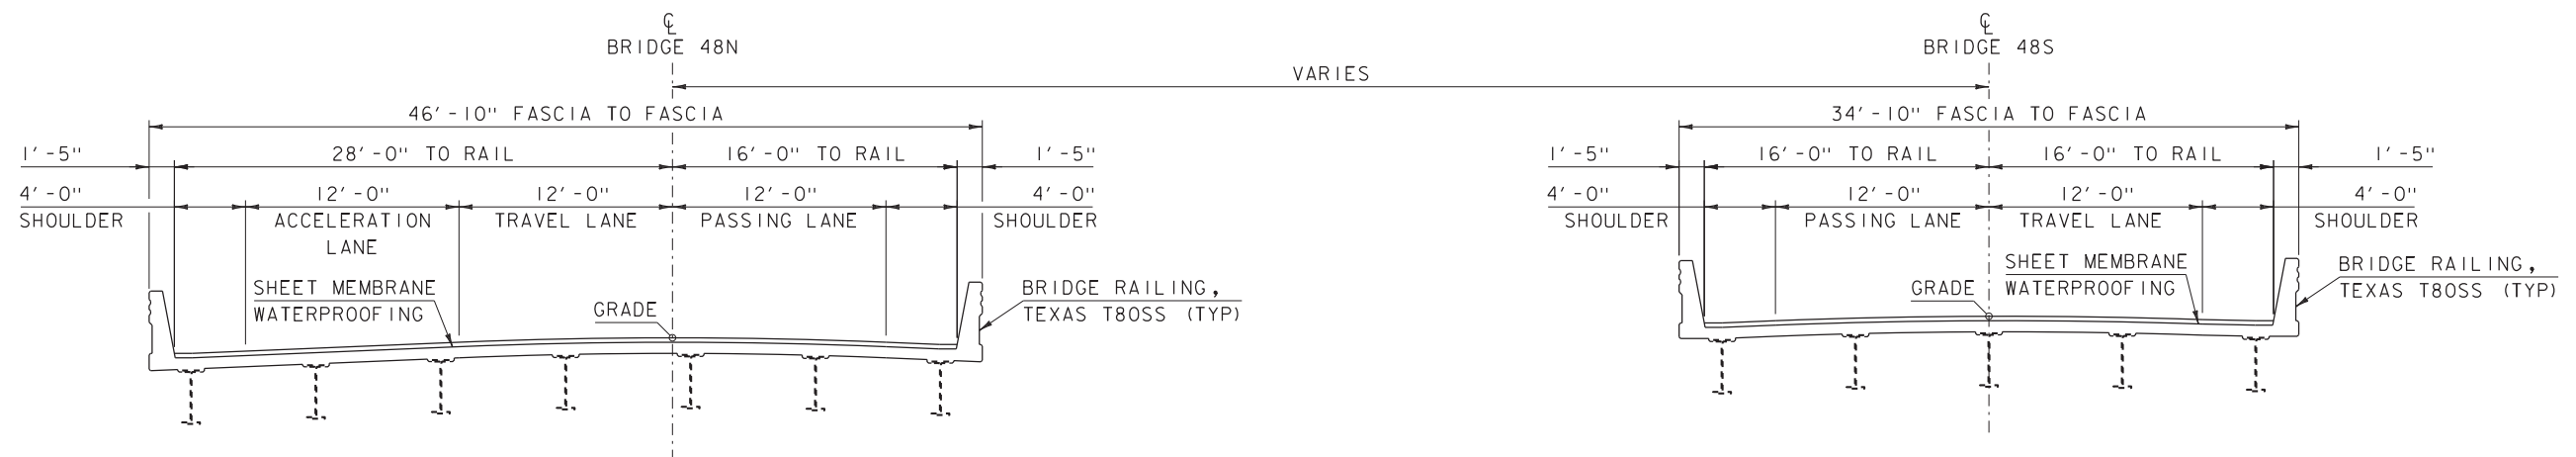 ℄
BRIDGE 48N
℄
BRIDGE 48S
VARIES
46'-10" FASCIA TO FASCIA
34'-10" FASCIA TO FASCIA
1'-5"
28'-0" TO RAIL
16'-0" TO RAIL
1'-5"
1'-5"
16'-0" TO RAIL
16'-0" TO RAIL
1'-5"
4'-0"
SHOULDER
12'-0"
ACCELERATION
LANE
12'-0"
TRAVEL LANE
12'-0"
PASSING LANE
4'-0"
SHOULDER
4'-0"
SHOULDER
12'-0"
PASSING LANE
12'-0"
TRAVEL LANE
4'-0"
SHOULDER
SHEET MEMBRANE
WATERPROOFING
GRADE
BRIDGE RAILING,
TEXAS T80SS (TYP)
GRADE
SHEET MEMBRANE
WATERPROOFING
BRIDGE RAILING,
TEXAS T80SS (TYP)